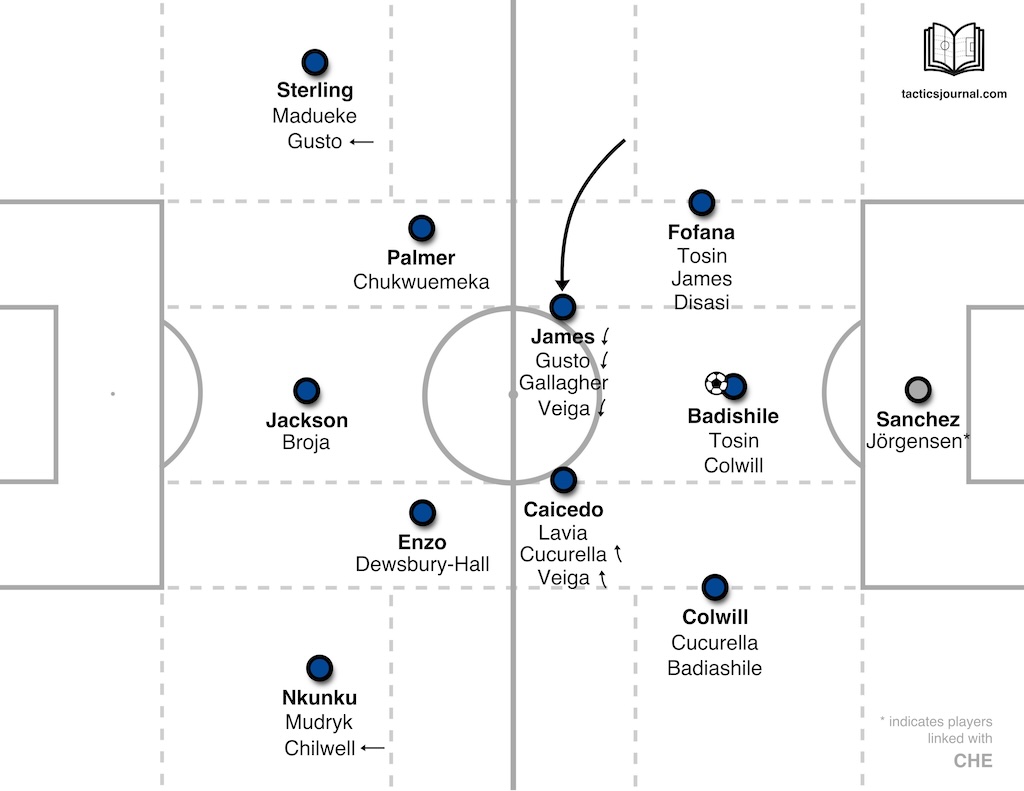 tacticsjournal.com
Sterling
Madueke
Gusto ←
Palmer
Chukwuemeka
Jackson
Broja
Enzo
Dewsbury-Hall
Nkunku
Mudryk
Chilwell ←
James
Gusto
Gallagher
Veiga
Caicedo
Lavia
Cucurella
Veiga
Fofana
Tosin
James
Disasi
Badishile
Tosin
Colwill
Colwill
Cucurella
Badiashile
Sanchez
Jörgensen*
* indicates players
linked with
CHE